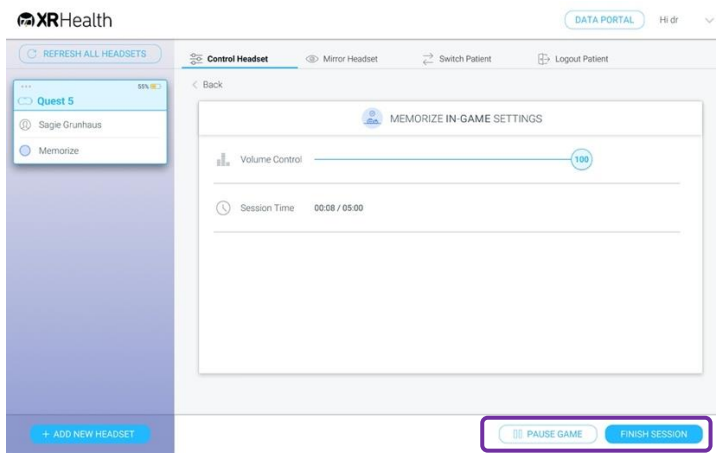 XRHealth
DATA PORTAL
Hi dr
REFRESH ALL HEADSETS
Control Headset
Mirror Headset
Switch Patient
Logout Patient
55%
Quest 5
Sagie Grunhaus
Memorize
Back
MEMORIZE IN-GAME SETTINGS
Volume Control
100
Session Time 00:08 / 05:00
+ ADD NEW HEADSET
PAUSE GAME
FINISH SESSION